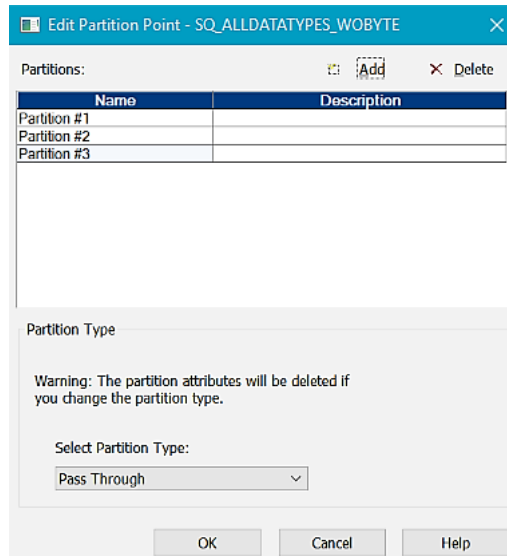 Edit Partition Point - SQ_ALLDATATYPES_WOBYTE
Partitions:
Add
Delete
Name Description
Partition #1
Partition #2
Partition #3
Partition Type
Warning: The partition attributes will be deleted if
you change the partition type.
Select Partition Type:
Pass Through
OK Cancel Help